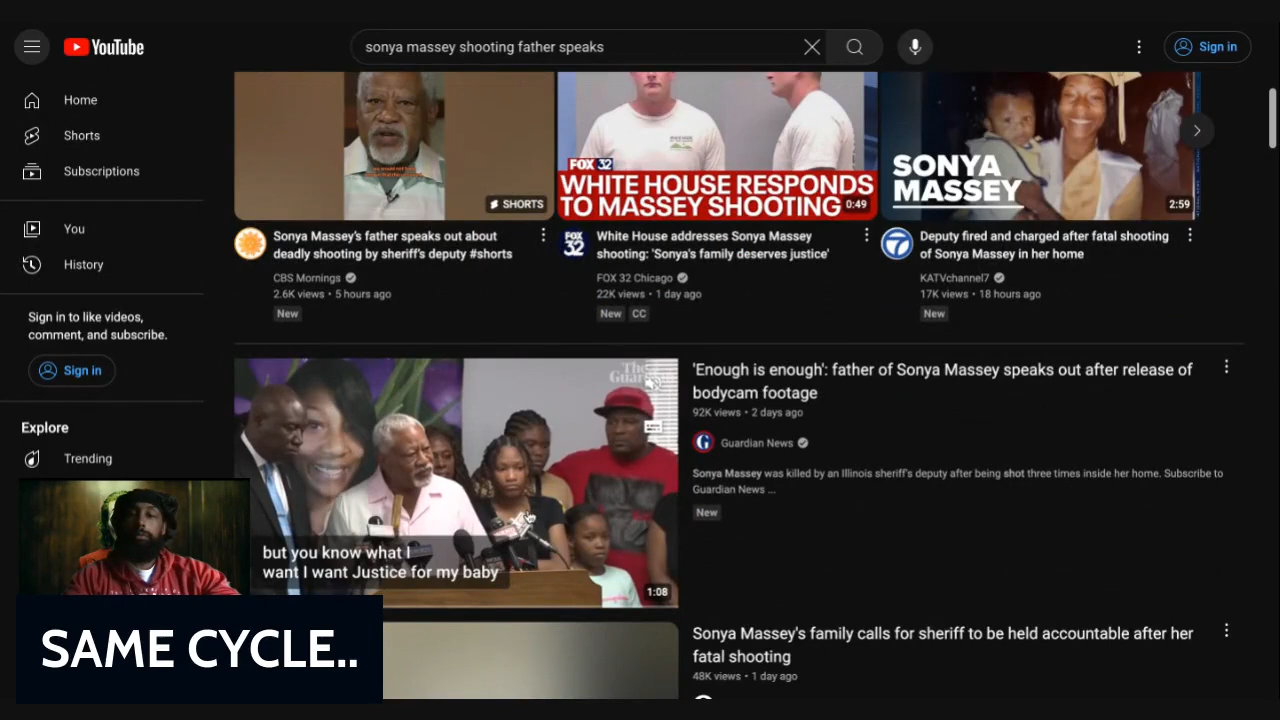 YouTube
sonya massey shooting father speaks
Sign in
Home
Shorts
Subscriptions
You
History
Sign in to like videos,
comment, and subscribe.
Sign in
Explore
Trending
SHORTS
Sonya Massey's father speaks out about
deadly shooting by sheriff's deputy #shorts
CBS Mornings
2.6K views • 5 hours ago
New
FOX 32
WHITE HOUSE RESPONDS
TO MASSEY SHOOTING
0:49
FOX
32
White House addresses Sonya Massey
shooting: 'Sonya's family deserves justice'
FOX 32 Chicago
22K views • 1 day ago
New CC
SONYA
MASSEY
2:59
7
Deputy fired and charged after fatal shooting
of Sonya Massey in her home
KATVchannel7
17K views • 18 hours ago
New
The
Guardian
but you know what I
want I want Justice for my baby
1:08
'Enough is enough': father of Sonya Massey speaks out after release of
bodycam footage
92K views • 2 days ago
G
Guardian News
Sonya Massey was killed by an Illinois sheriff's deputy after being shot three times inside her home. Subscribe to
Guardian News ...
New
Sonya Massey's family calls for sheriff to be held accountable after her
fatal shooting
48K views • 1 day ago
SAME CYCLE..